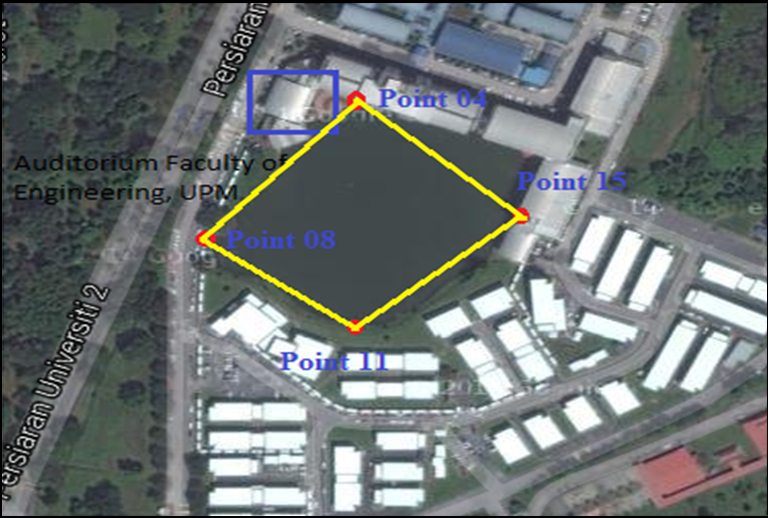 Persiaran
Point 04
Auditorium Faculty of
Engineering, UPM
Point 15
Point 08
Persiaran Universiti 2
Point 11